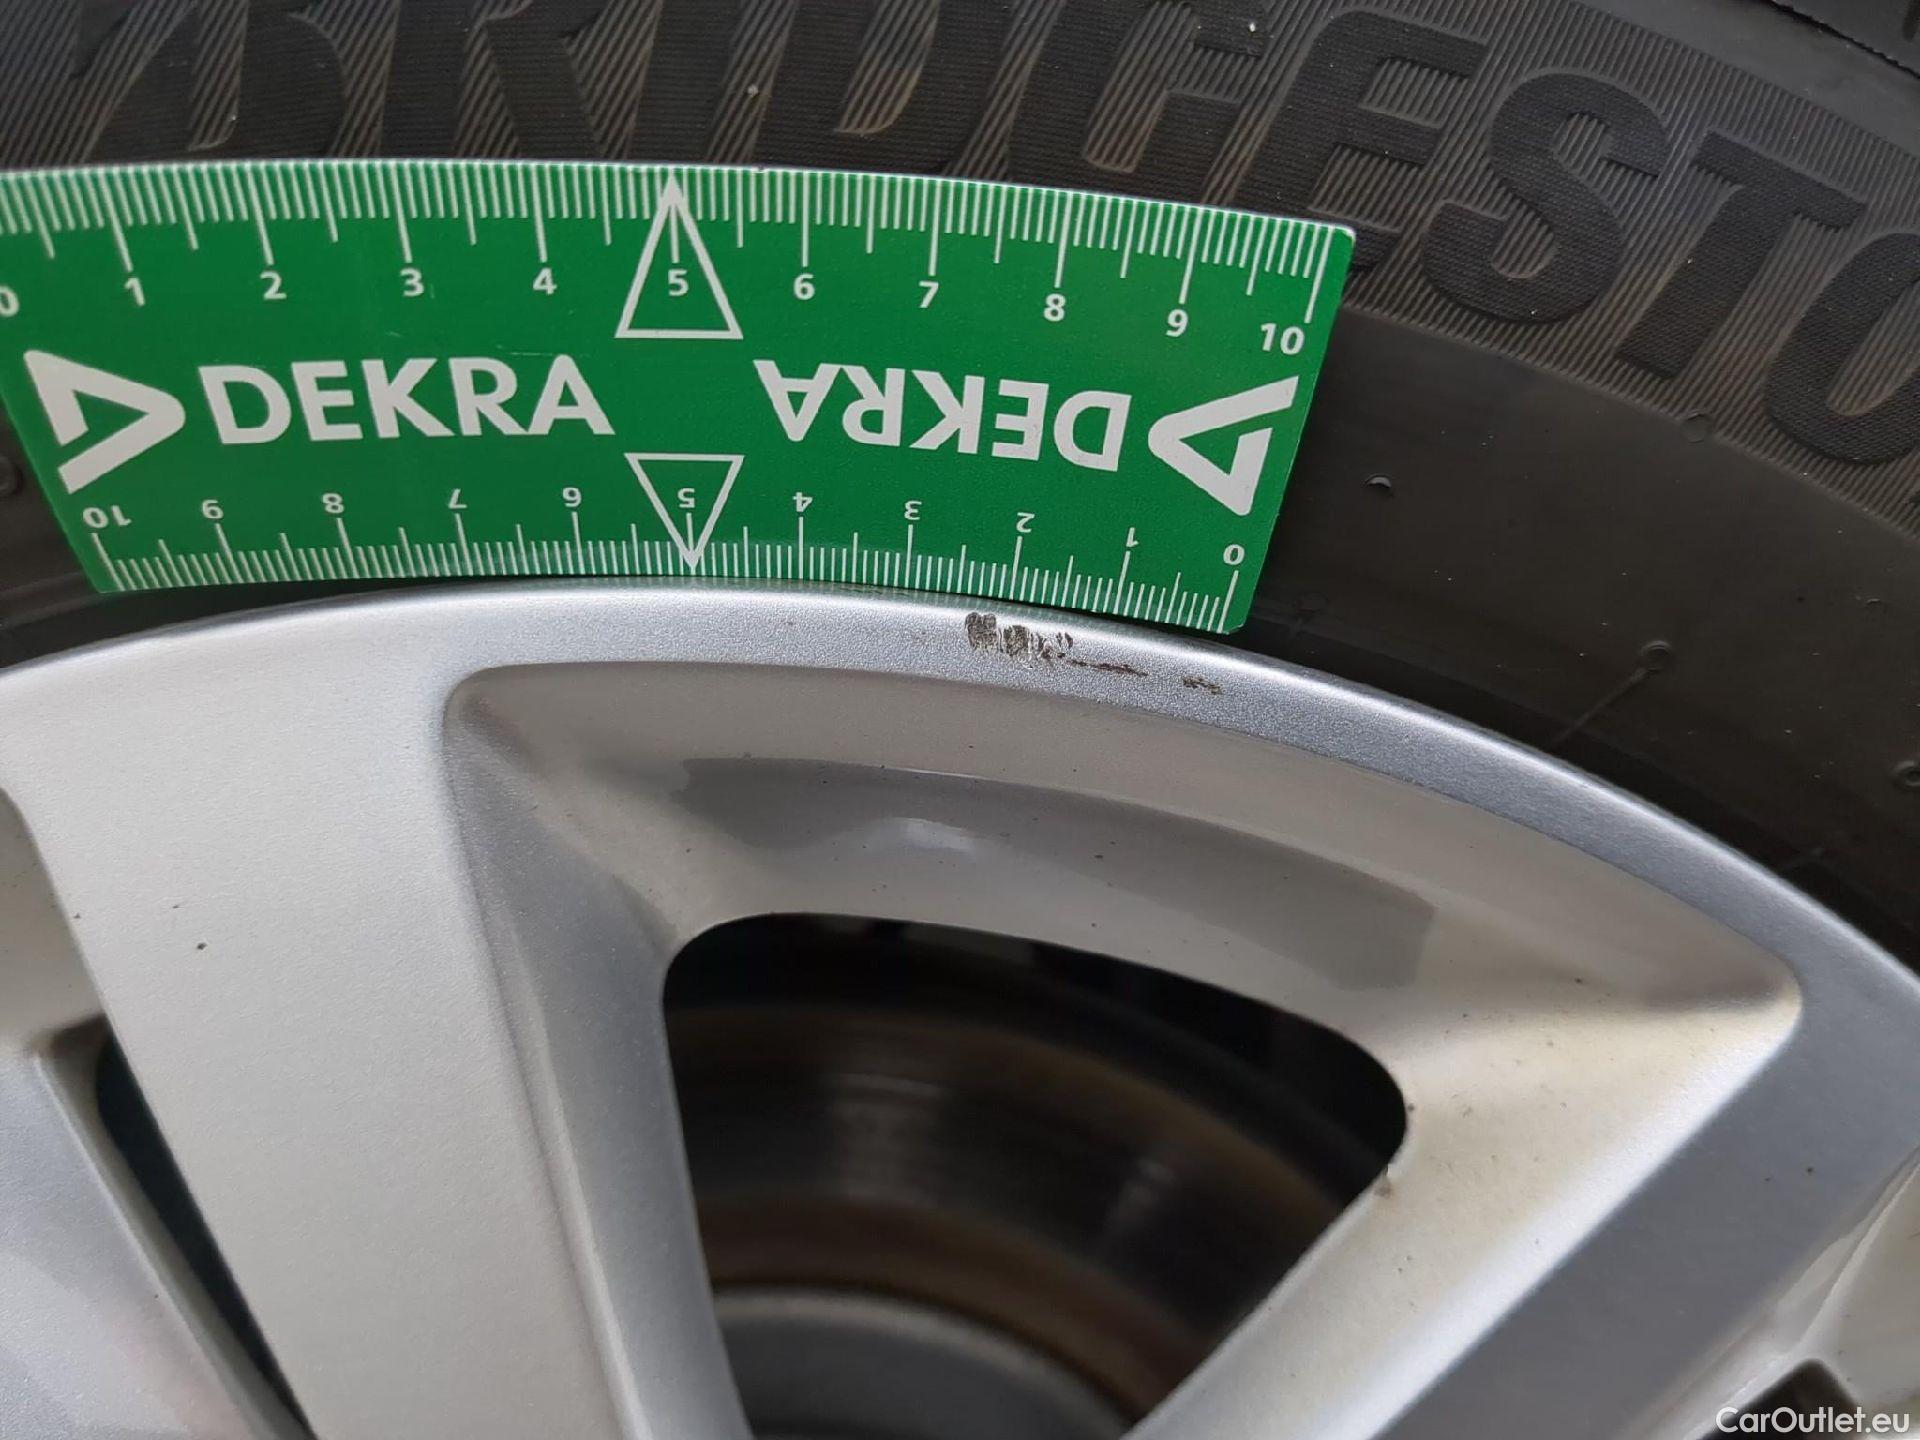 BRIDGESTO
0 1 2 3 4 5 6 7 8 9 10
DEKRA DEKRA
10 9 8 7 6 5 4 3 2 1 0
CarOutlet.eu